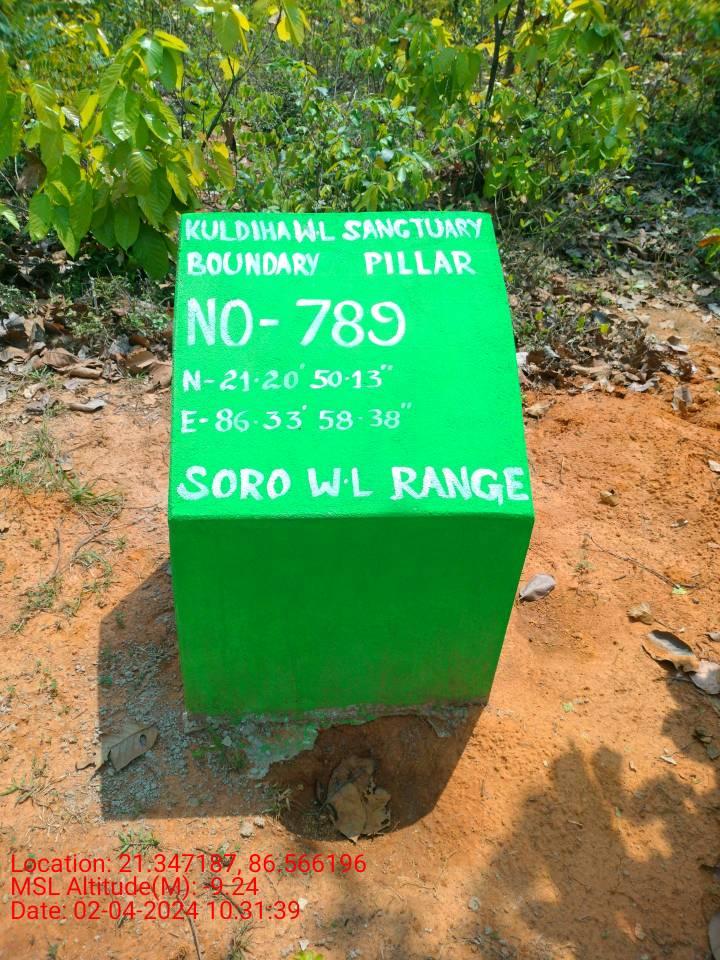 KULDIHA W.L SANCTUARY
BOUNDARY PILLAR
NO- 789
N- 21.20' 50.13"
E- 86.33' 58.38"
SORO W.L RANGE
Location: 21.347187, 86.566196
MSL Altitude(M): -9.24
Date: 02-04-2024 10:31:39